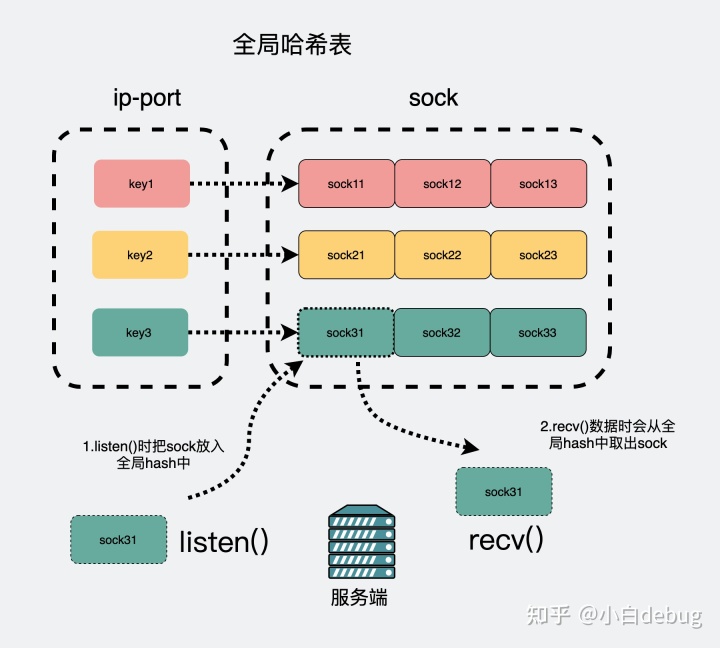 全局哈希表
ip-port
sock
key1
sock11
sock12
sock13
key2
sock21
sock22
sock23
key3
sock31
sock32
sock33
1.listen()时把sock放入
全局hash中
2.recv()数据时会从全
局hash中取出sock
sock31
listen()
sock31
recv()
服务端
知乎 @小白debug